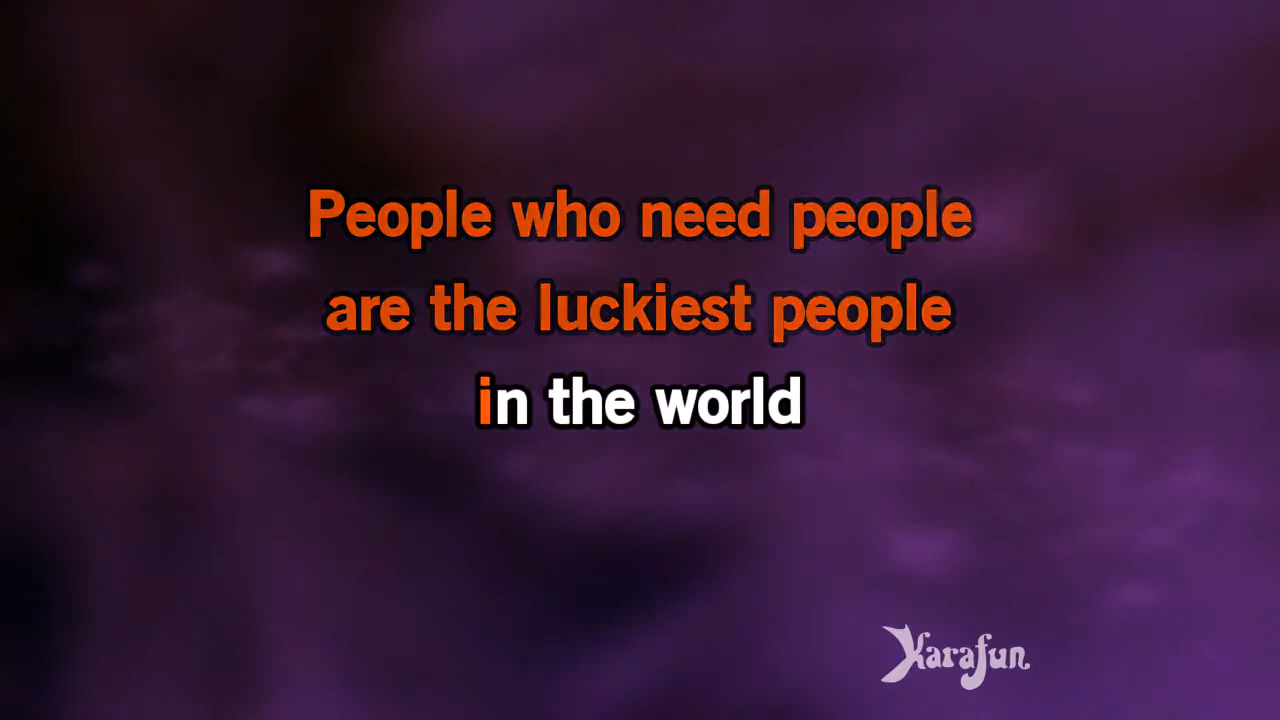 People who need people
are the luckiest people
in the world
Karafun